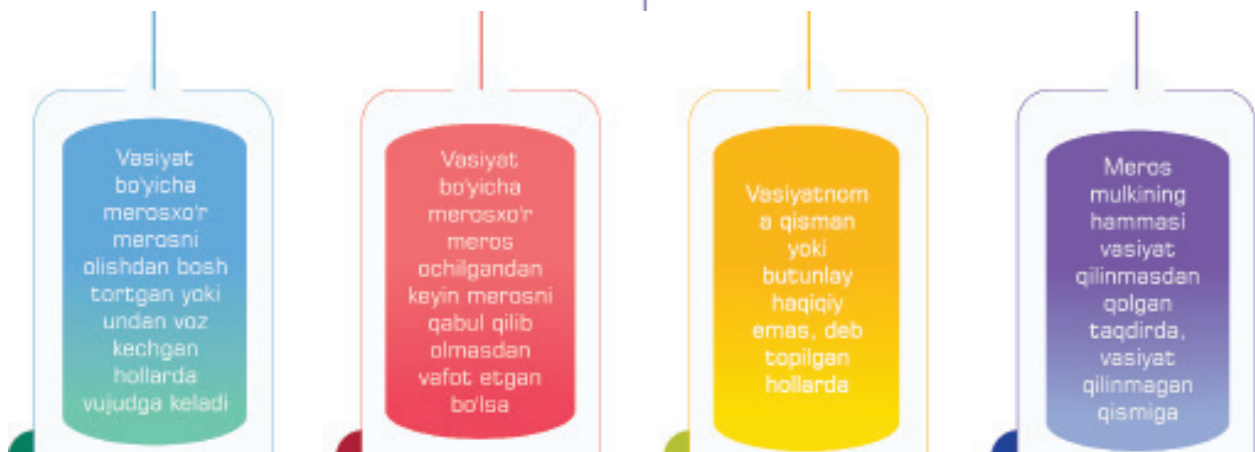 Vasiyat
bo'yicha
merosxo'r
merosni
olishdan bosh
tortgan yoki
undan voz
kechgan
hollarda
vujudga keladi
Vasiyat
bo'yicha
merosxo'r
meros
ochilgandan
keyin merosni
qabul qilib
olmasdan
vafot etgan
bo'lsa
Vasiyatnom
a qisman
yoki
butunlay
haqiqiy
emas, deb
topilgan
hollarda
Meros
mulkining
hammasi
vasiyat
qilinmasdan
qolgan
taqdirda,
vasiyat
qilinmagan
qismiga